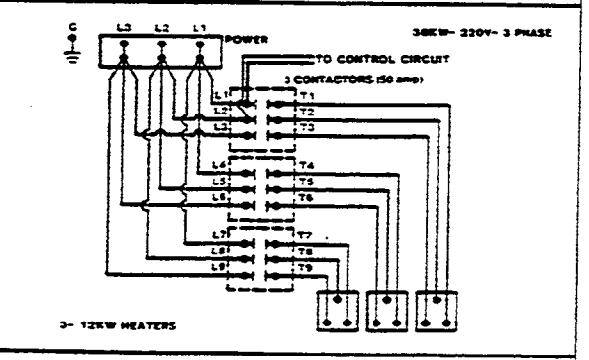 G L3 L2 L1
POWER
36KW- 220V- 3 PHASE
TO CONTROL CIRCUIT
3 CONTACTORS (50 amp)
L1 T1
L2 T2
L3 T3
L4 T4
L5 T5
L6 T6
L7 T7
L8 T8
L9 T9
3- 12KW HEATERS